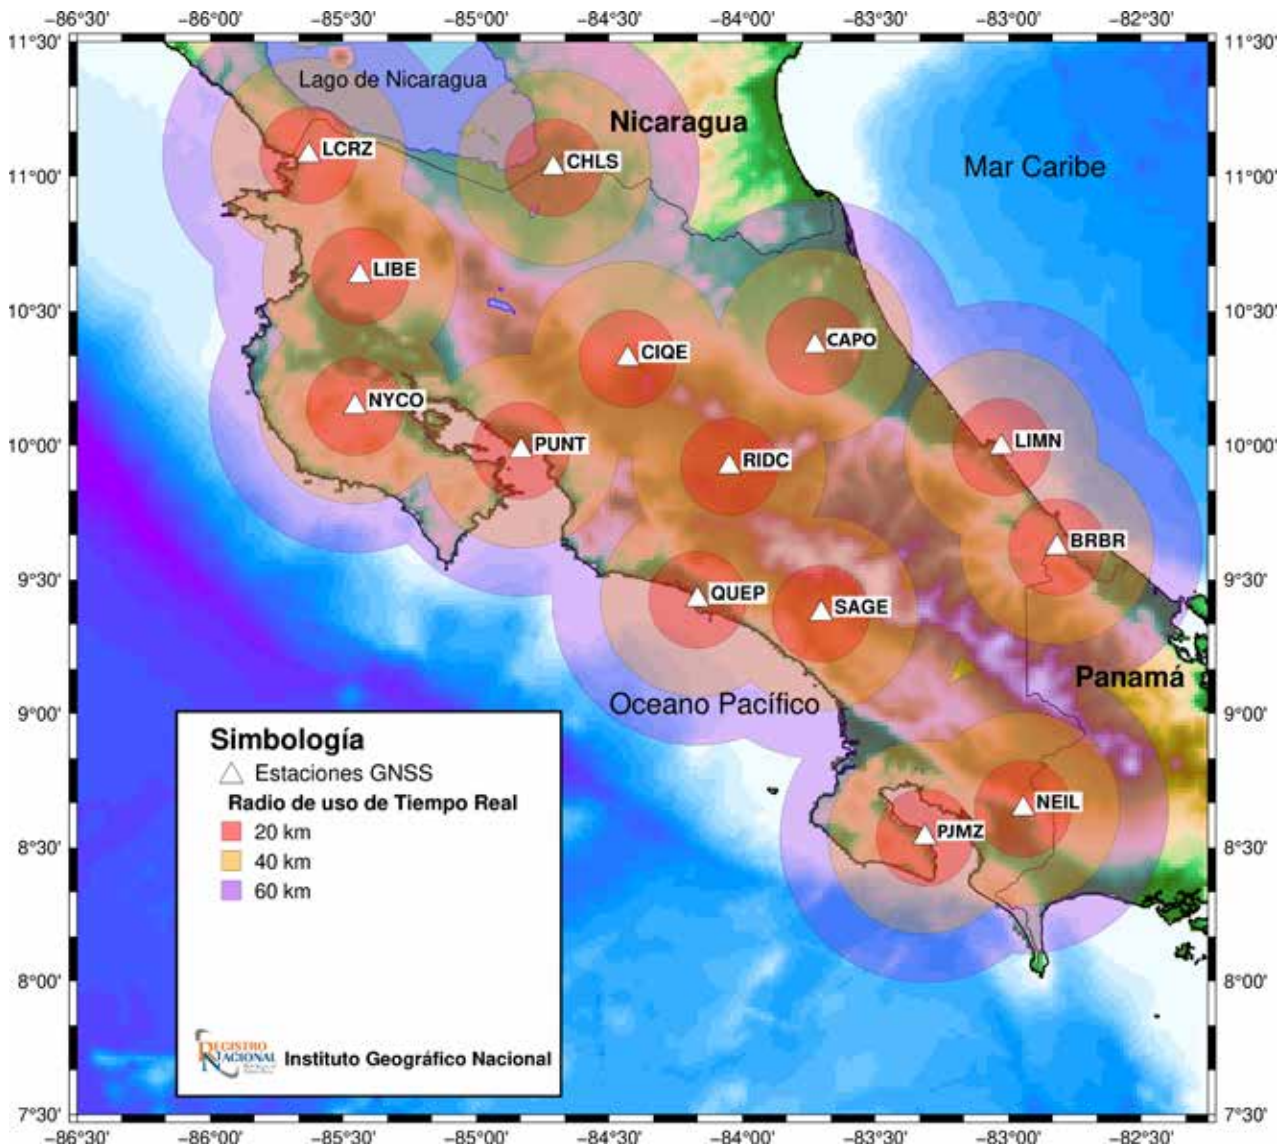 −86°30' −86°00' −85°30' −85°00' −84°30' −84°00' −83°30' −83°00' −82°30'
11°30' 11°30'
Lago de Nicaragua
Nicaragua
LCRZ
CHLS
Mar Caribe
11°00' 11°00'
LIBE
10°30' 10°30'
CIQE
CAPO
NYCO
PUNT
LIMN
10°00' 10°00'
RIDC
BRBR
9°30' 9°30'
QUEP
SAGE
Panamá
Oceano Pacífico
9°00' 9°00'
Simbología
Estaciones GNSS
Radio de uso de Tiempo Real
20 km
40 km
60 km
NEIL
PJMZ
8°30' 8°30'
8°00' 8°00'
REGISTRO
NACIONAL
Instituto Geográfico Nacional
7°30' 7°30'
−86°30' −86°00' −85°30' −85°00' −84°30' −84°00' −83°30' −83°00' −82°30'